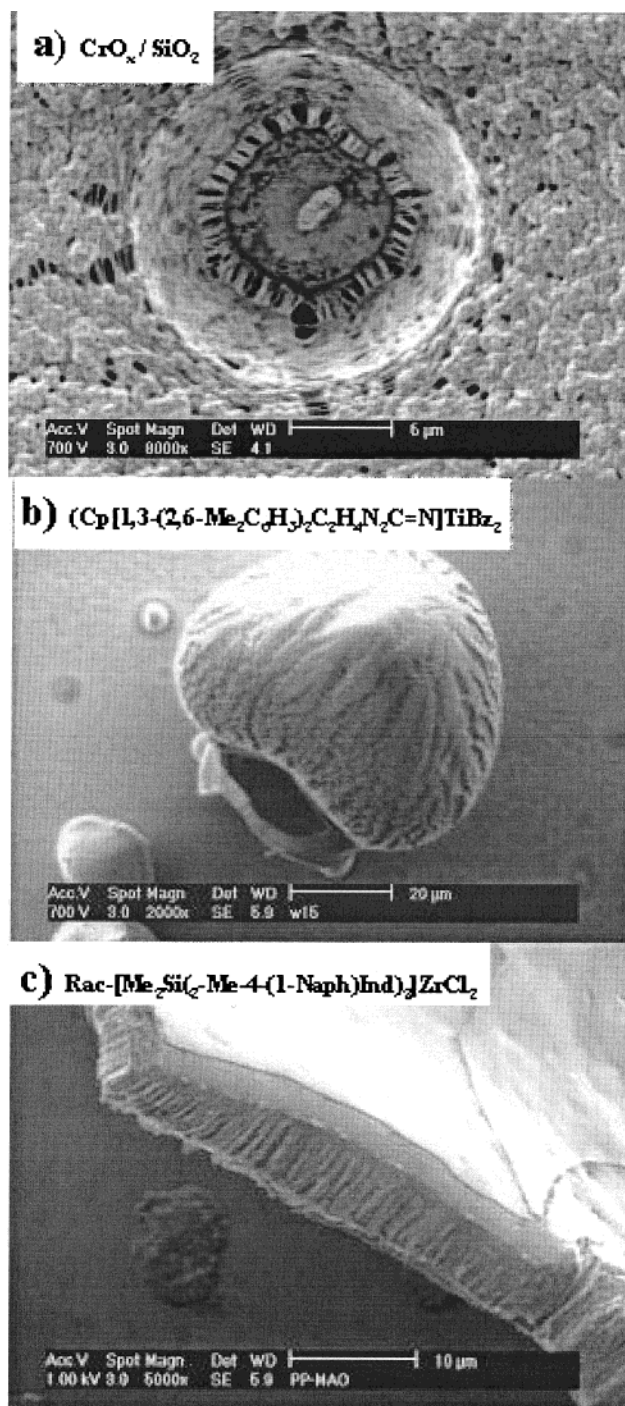 a) CrOₓ / SiO₂
Acc.V Spot Magn Det WD 6 µm
700 V 3.0 8000x SE 4.1
b) (Cp[1,3-(2,6-Me₂C₆H₃)₂C₂H₄N₂C=N]TiBz₂
Acc.V Spot Magn Det WD 20 µm
700 V 3.0 2000x SE 5.9 w15
c) Rac-[Me₂Si(₂-Me-4-(1-Naph)Ind)₂]ZrCl₂
Acc.V Spot Magn Det WD 10 µm
1.00 kV 3.0 5000x SE 5.9 PP-MAO